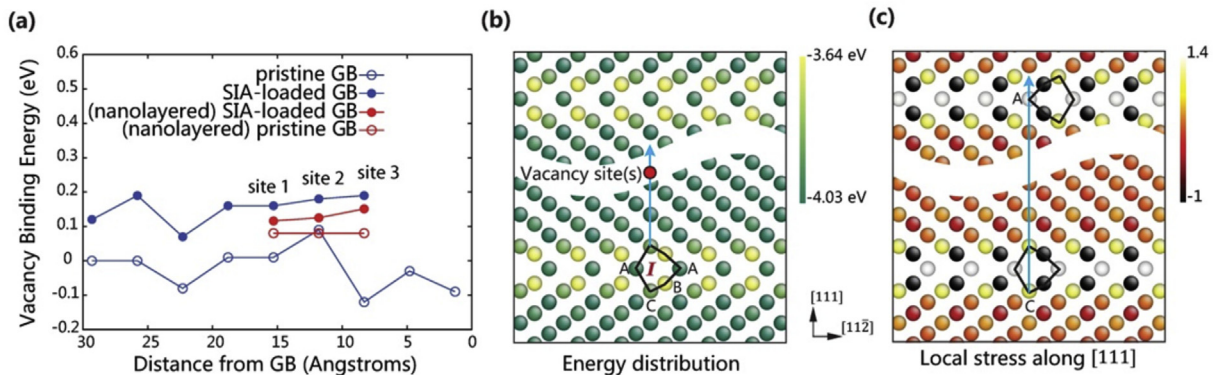 (a)
Vacancy Binding Energy (eV)
0.6
0.5
0.4
0.3
0.2
0.1
0
-0.1
-0.2
pristine GB
SIA-loaded GB
(nanolayered) SIA-loaded GB
(nanolayered) pristine GB
site 1 site 2 site 3
30 25 20 15 10 5 0
Distance from GB (Angstroms)
(b)
-3.64 eV
-4.03 eV
Vacancy site(s)
A I A
B
C
[111]
[112̄]
Energy distribution
(c)
1.4
-1
A
C
Local stress along [111]